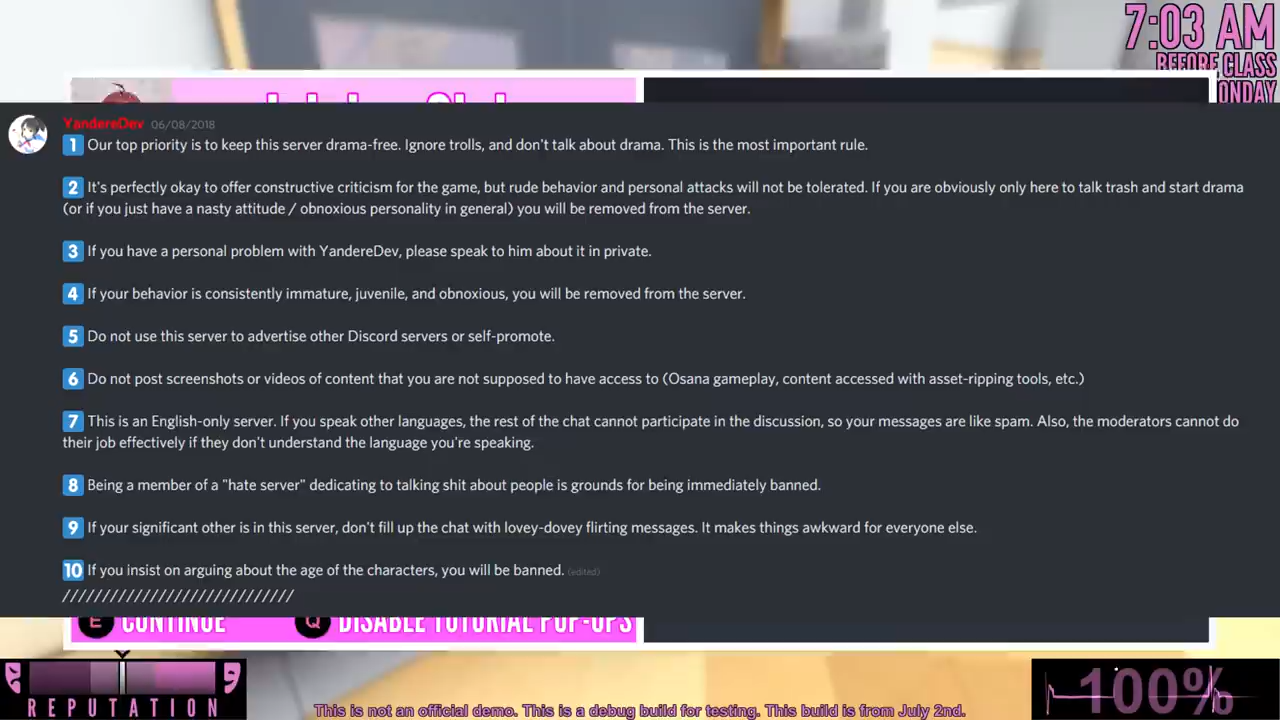 7:03 AM
BEFORE CLASS
MONDAY
YandereDev 06/08/2018
1 Our top priority is to keep this server drama-free. Ignore trolls, and don't talk about drama. This is the most important rule.
2 It's perfectly okay to offer constructive criticism for the game, but rude behavior and personal attacks will not be tolerated. If you are obviously only here to talk trash and start drama
(or if you just have a nasty attitude / obnoxious personality in general) you will be removed from the server.
3 If you have a personal problem with YandereDev, please speak to him about it in private.
4 If your behavior is consistently immature, juvenile, and obnoxious, you will be removed from the server.
5 Do not use this server to advertise other Discord servers or self-promote.
6 Do not post screenshots or videos of content that you are not supposed to have access to (Osana gameplay, content accessed with asset-ripping tools, etc.)
7 This is an English-only server. If you speak other languages, the rest of the chat cannot participate in the discussion, so your messages are like spam. Also, the moderators cannot do
their job effectively if they don't understand the language you're speaking.
8 Being a member of a "hate server" dedicating to talking shit about people is grounds for being immediately banned.
9 If your significant other is in this server, don't fill up the chat with lovey-dovey flirting messages. It makes things awkward for everyone else.
10 If you insist on arguing about the age of the characters, you will be banned. (edited)
/////////////////////////////
E CONTINUE Q DISABLE TUTORIAL POP-UPS
REPUTATION
100%
This is not an official demo. This is a debug build for testing. This build is from July 2nd.